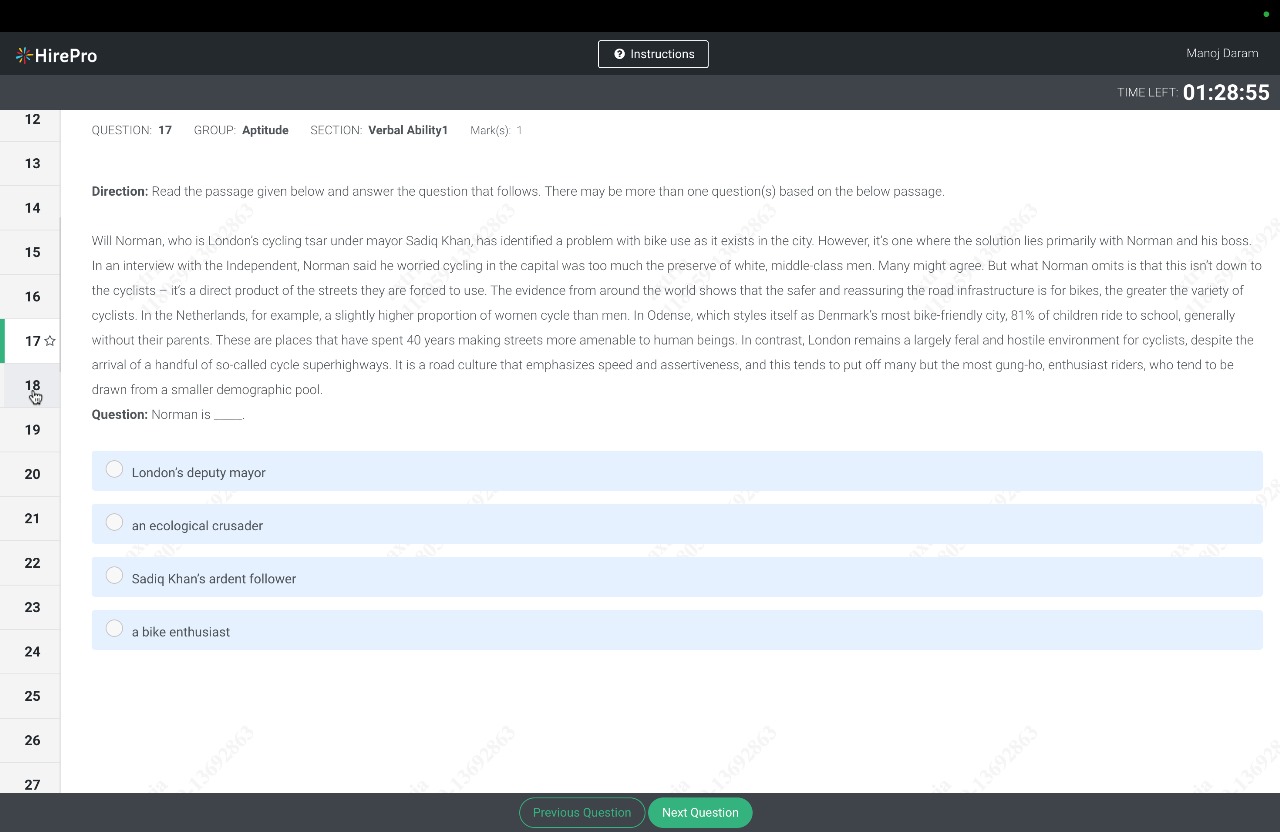 HirePro
Instructions
Manoj Daram
TIME LEFT: 01:28:55
12
QUESTION: 17 GROUP: Aptitude SECTION: Verbal Ability1 Mark(s): 1
13
14
15
16
17
18
19
20
21
22
23
24
25
26
27
Direction: Read the passage given below and answer the question that follows. There may be more than one question(s) based on the below passage.
Will Norman, who is London's cycling tsar under mayor Sadiq Khan, has identified a problem with bike use as it exists in the city. However, it's one where the solution lies primarily with Norman and his boss.
In an interview with the Independent, Norman said he worried cycling in the capital was too much the preserve of white, middle-class men. Many might agree. But what Norman omits is that this isn't down to
the cyclists – it's a direct product of the streets they are forced to use. The evidence from around the world shows that the safer and reassuring the road infrastructure is for bikes, the greater the variety of
cyclists. In the Netherlands, for example, a slightly higher proportion of women cycle than men. In Odense, which styles itself as Denmark's most bike-friendly city, 81% of children ride to school, generally
without their parents. These are places that have spent 40 years making streets more amenable to human beings. In contrast, London remains a largely feral and hostile environment for cyclists, despite the
arrival of a handful of so-called cycle superhighways. It is a road culture that emphasizes speed and assertiveness, and this tends to put off many but the most gung-ho, enthusiast riders, who tend to be
drawn from a smaller demographic pool.
Question: Norman is _____.
London's deputy mayor
an ecological crusader
Sadiq Khan's ardent follower
a bike enthusiast
.13692863
.13692863
.13692863
.13692863
Previous Question
Next Question